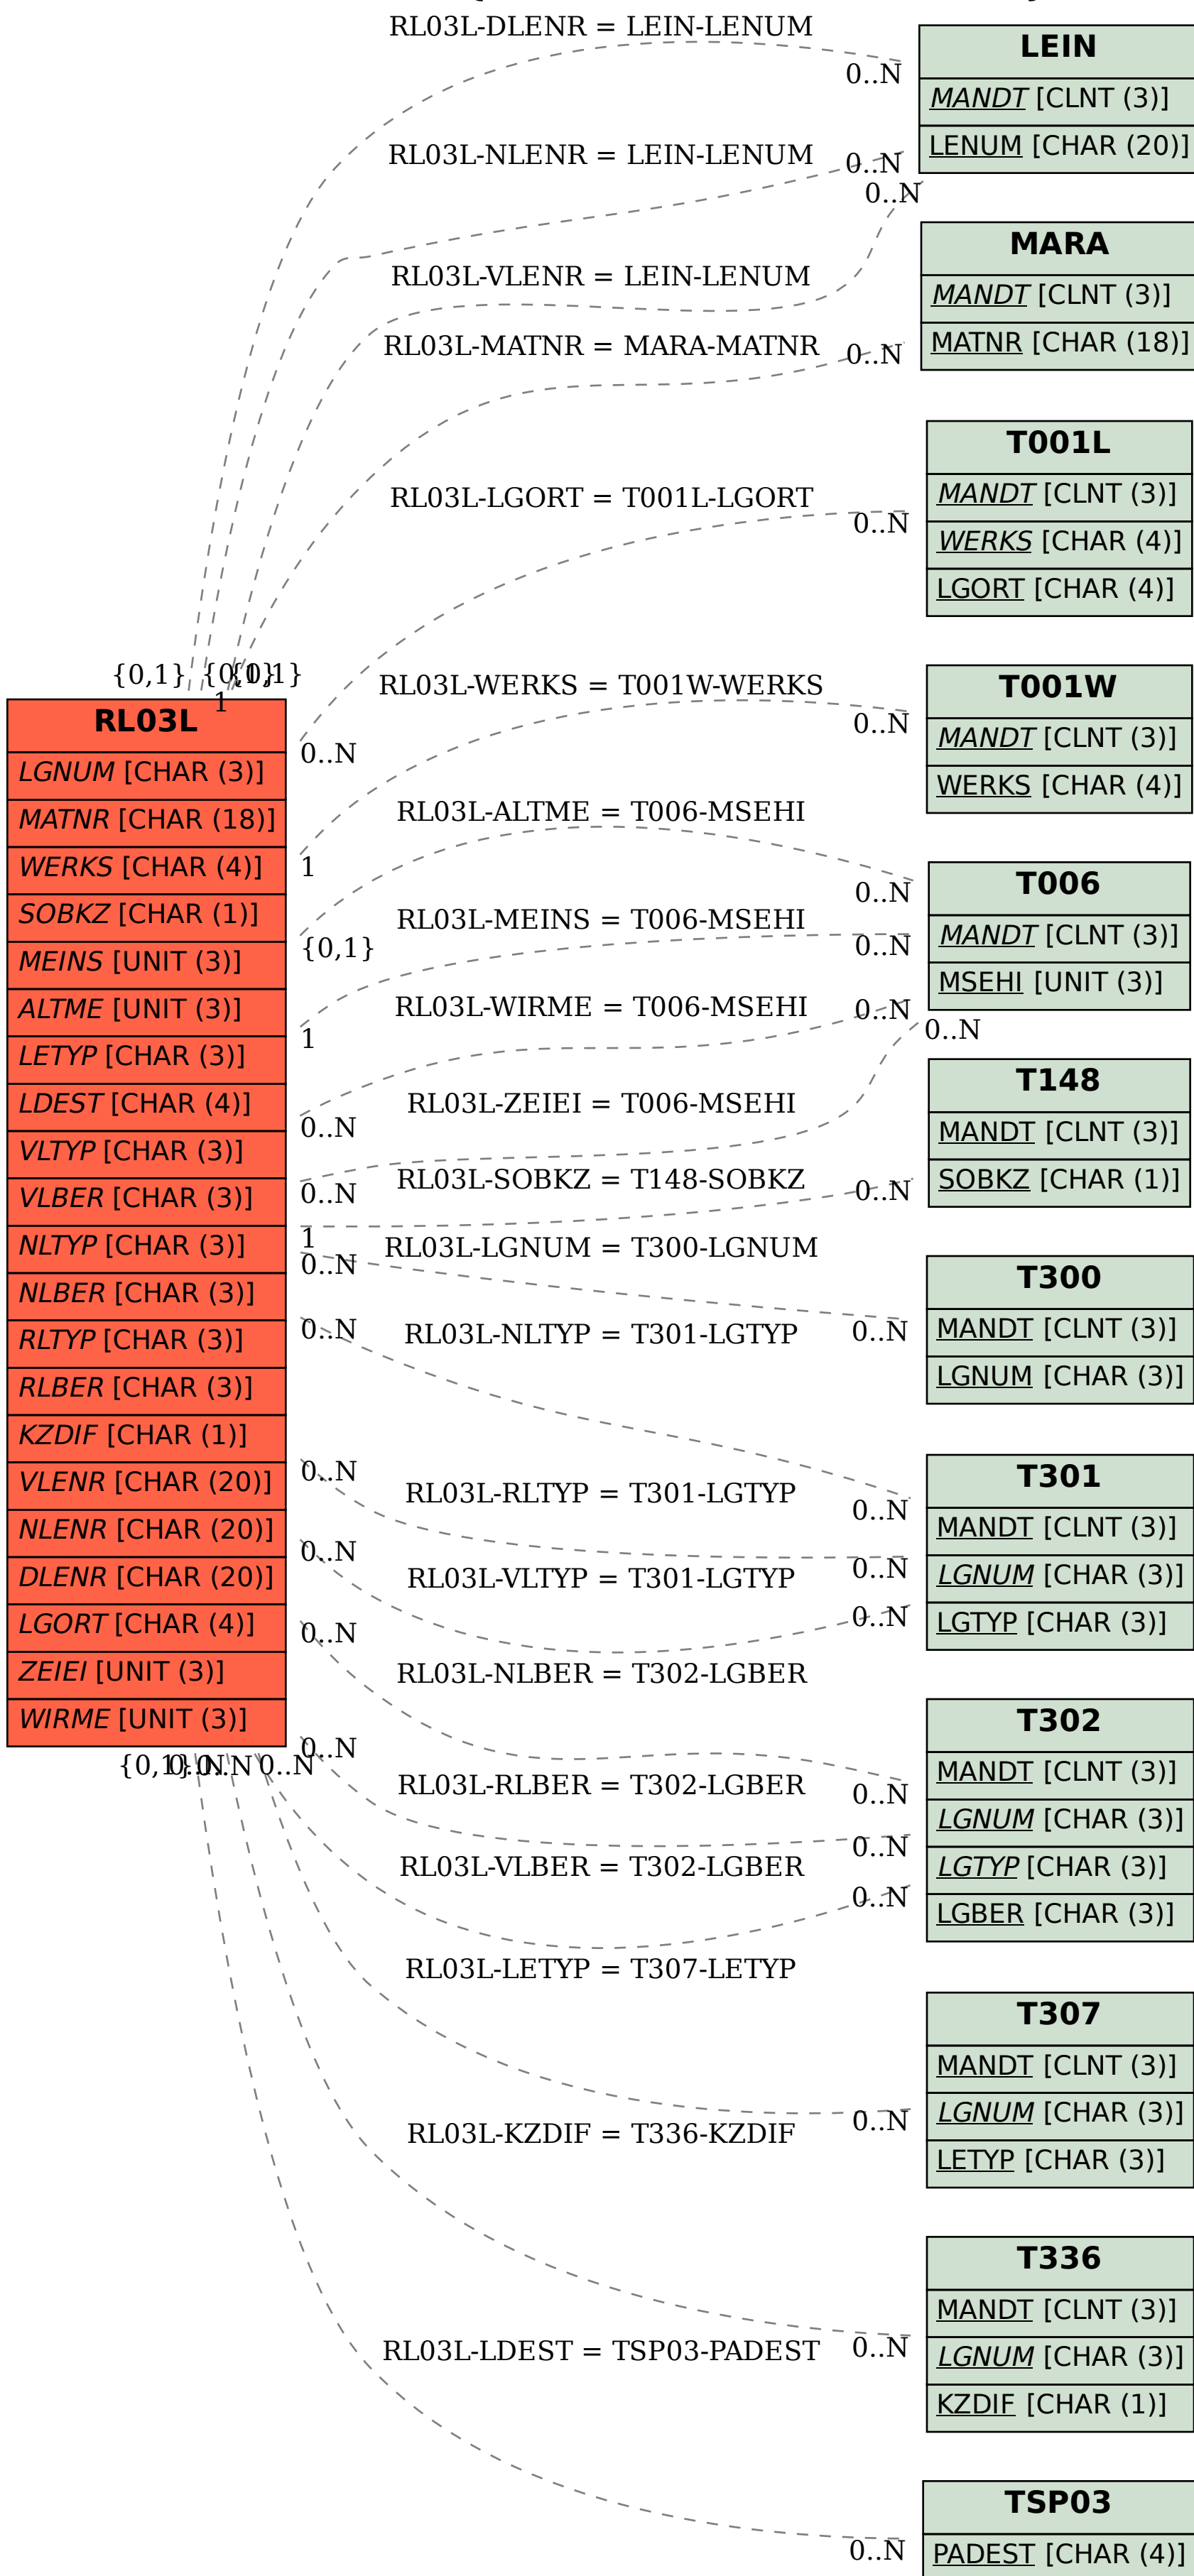 RL03L-DLENR = LEIN-LENUM
0..N
LEIN
MANDT [CLNT (3)]
LENUM [CHAR (20)]
RL03L-NLENR = LEIN-LENUM
0..N
0..N
RL03L-VLENR = LEIN-LENUM
MARA
MANDT [CLNT (3)]
MATNR [CHAR (18)]
RL03L-MATNR = MARA-MATNR
0..N
T001L
MANDT [CLNT (3)]
WERKS [CHAR (4)]
LGORT [CHAR (4)]
RL03L-LGORT = T001L-LGORT
0..N
{0,1}
{0,1}
{0,1}
1
RL03L
LGNUM [CHAR (3)]
MATNR [CHAR (18)]
WERKS [CHAR (4)]
SOBKZ [CHAR (1)]
MEINS [UNIT (3)]
ALTME [UNIT (3)]
LETYP [CHAR (3)]
LDEST [CHAR (4)]
VLTYP [CHAR (3)]
VLBER [CHAR (3)]
NLTYP [CHAR (3)]
NLBER [CHAR (3)]
RLTYP [CHAR (3)]
RLBER [CHAR (3)]
KZDIF [CHAR (1)]
VLENR [CHAR (20)]
NLENR [CHAR (20)]
DLENR [CHAR (20)]
LGORT [CHAR (4)]
ZEIEI [UNIT (3)]
WIRME [UNIT (3)]
0..N
RL03L-WERKS = T001W-WERKS
0..N
1
T001W
MANDT [CLNT (3)]
WERKS [CHAR (4)]
RL03L-ALTME = T006-MSEHI
0..N
{0,1}
T006
MANDT [CLNT (3)]
MSEHI [UNIT (3)]
RL03L-MEINS = T006-MSEHI
0..N
1
RL03L-WIRME = T006-MSEHI
0..N
0..N
0..N
RL03L-ZEIEI = T006-MSEHI
0..N
T148
MANDT [CLNT (3)]
SOBKZ [CHAR (1)]
RL03L-SOBKZ = T148-SOBKZ
0..N
1
RL03L-LGNUM = T300-LGNUM
0..N
0..N
T300
MANDT [CLNT (3)]
LGNUM [CHAR (3)]
RL03L-NLTYP = T301-LGTYP
0..N
0..N
T301
MANDT [CLNT (3)]
LGNUM [CHAR (3)]
LGTYP [CHAR (3)]
RL03L-RLTYP = T301-LGTYP
0..N
0..N
RL03L-VLTYP = T301-LGTYP
0..N
0..N
RL03L-NLBER = T302-LGBER
0..N
0..N
T302
MANDT [CLNT (3)]
LGNUM [CHAR (3)]
LGTYP [CHAR (3)]
LGBER [CHAR (3)]
RL03L-RLBER = T302-LGBER
0..N
0..N
RL03L-VLBER = T302-LGBER
0..N
{0,1}
0..N
0..N
0..N
RL03L-LETYP = T307-LETYP
0..N
T307
MANDT [CLNT (3)]
LGNUM [CHAR (3)]
LETYP [CHAR (3)]
RL03L-KZDIF = T336-KZDIF
0..N
T336
MANDT [CLNT (3)]
LGNUM [CHAR (3)]
KZDIF [CHAR (1)]
RL03L-LDEST = TSP03-PADEST
0..N
TSP03
PADEST [CHAR (4)]